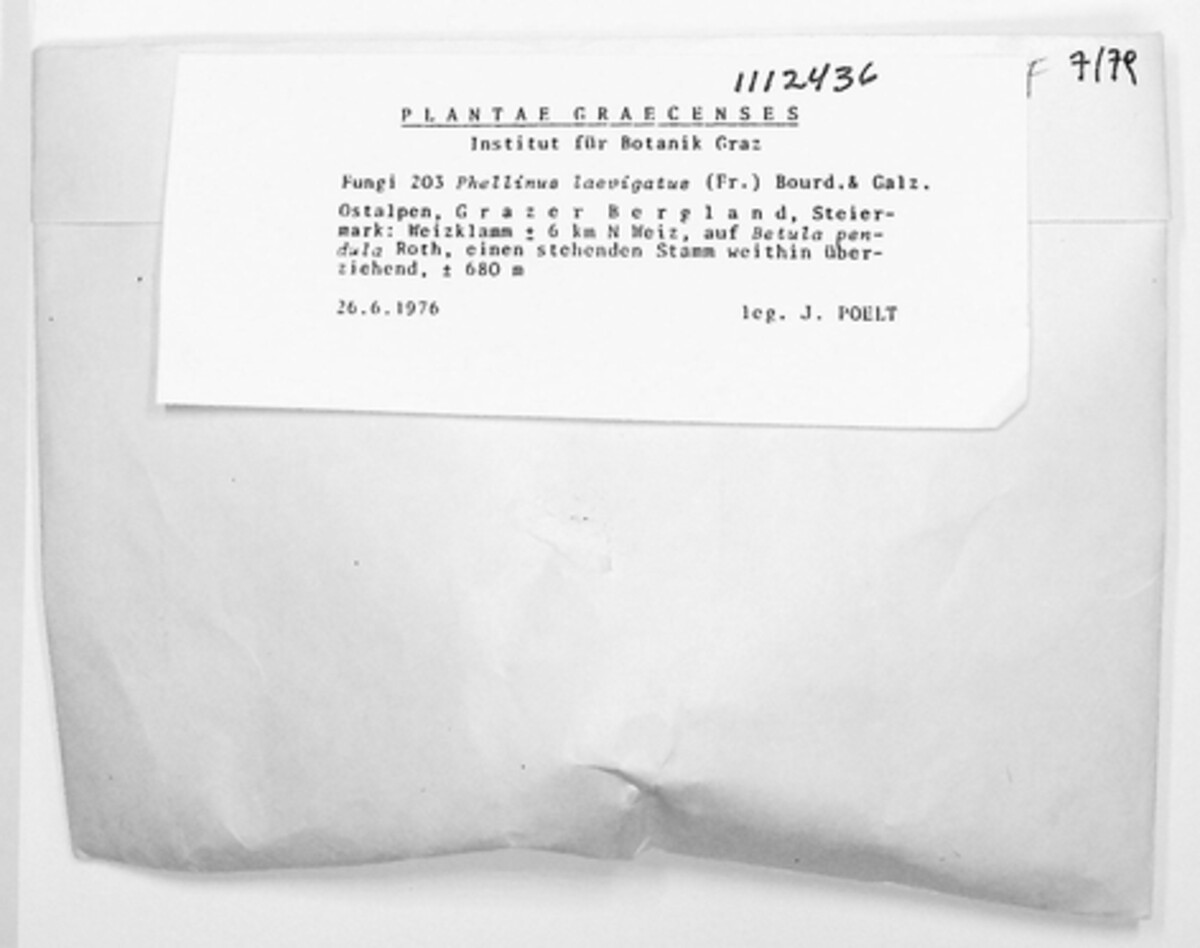 1112436
F 7/79
PLANTAE GRAECENSES
Institut für Botanik Graz
Fungi 203 Phellinus laevigatus (Fr.) Bourd.& Galz.
Ostalpen, Grazer Bergland, Steier-
mark: Weizklamm ± 6 km N Weiz, auf Betula pen-
dula Roth, einen stehenden Stamm weithin über-
ziehend, ± 680 m
26.6.1976 leg. J. POELT